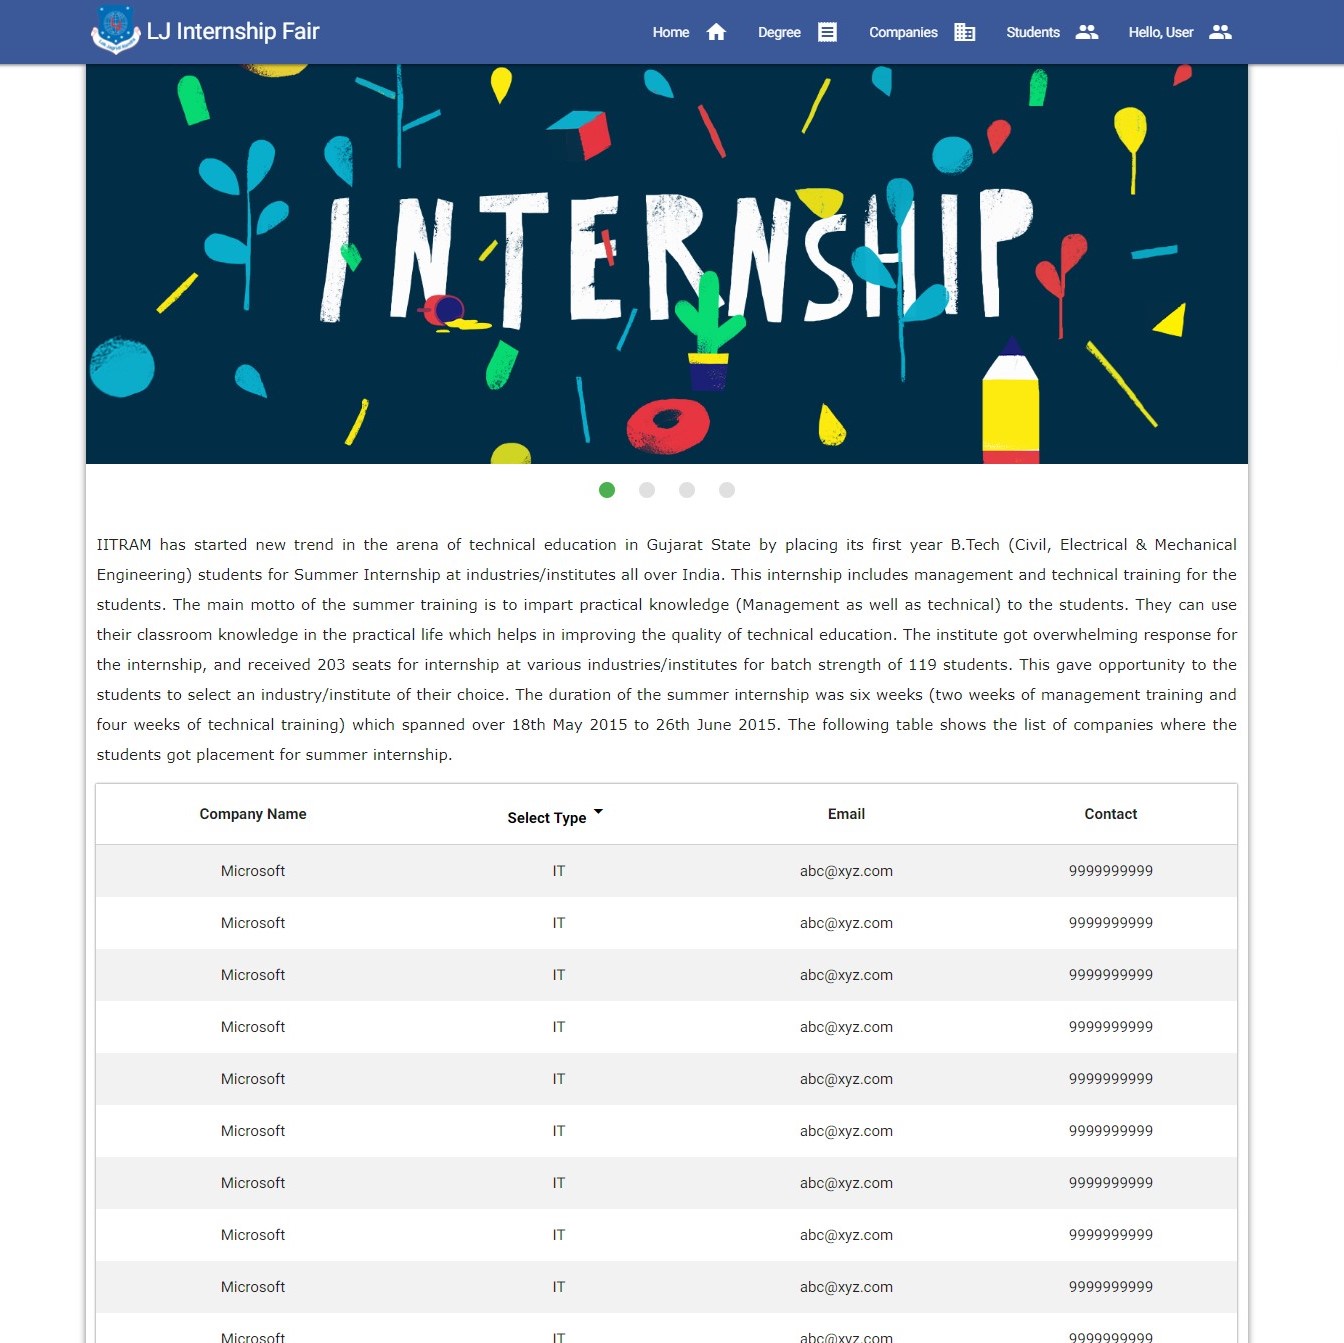 LJ Internship Fair
Home Degree Companies Students Hello, User
INTERNSHIP
IITRAM has started new trend in the arena of technical education in Gujarat State by placing its first year B.Tech (Civil, Electrical & Mechanical
Engineering) students for Summer Internship at industries/institutes all over India. This internship includes management and technical training for the
students. The main motto of the summer training is to impart practical knowledge (Management as well as technical) to the students. They can use
their classroom knowledge in the practical life which helps in improving the quality of technical education. The institute got overwhelming response for
the internship, and received 203 seats for internship at various industries/institutes for batch strength of 119 students. This gave opportunity to the
students to select an industry/institute of their choice. The duration of the summer internship was six weeks (two weeks of management training and
four weeks of technical training) which spanned over 18th May 2015 to 26th June 2015. The following table shows the list of companies where the
students got placement for summer internship.
Company Name Select Type Email Contact
Microsoft IT abc@xyz.com 9999999999
Microsoft IT abc@xyz.com 9999999999
Microsoft IT abc@xyz.com 9999999999
Microsoft IT abc@xyz.com 9999999999
Microsoft IT abc@xyz.com 9999999999
Microsoft IT abc@xyz.com 9999999999
Microsoft IT abc@xyz.com 9999999999
Microsoft IT abc@xyz.com 9999999999
Microsoft IT abc@xyz.com 9999999999
Microsoft IT abc@xyz.com 9999999999